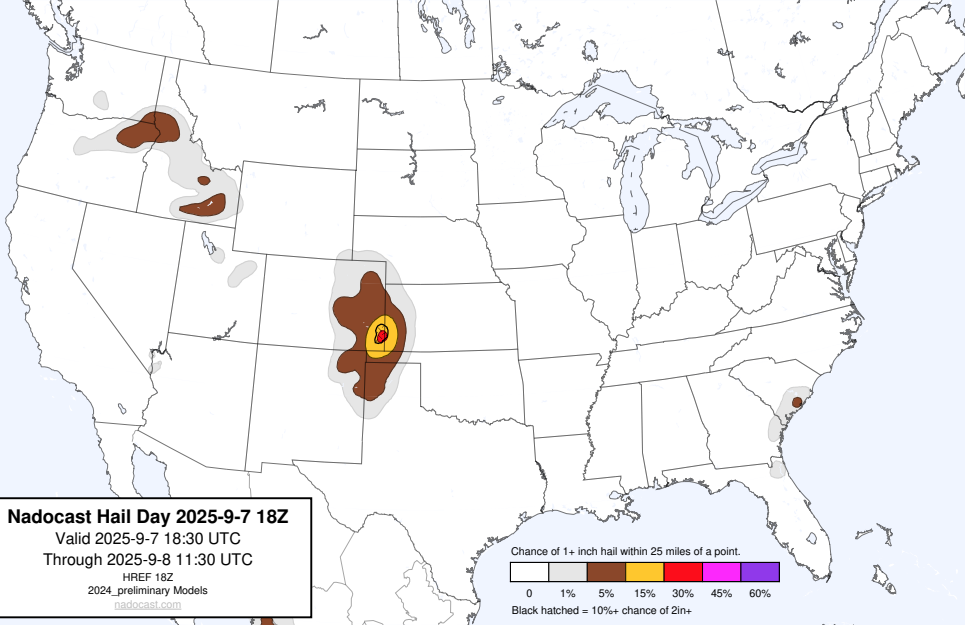 Nadocast Hail Day 2025-9-7 18Z
Valid 2025-9-7 18:30 UTC
Through 2025-9-8 11:30 UTC
HREF 18Z
2024_preliminary Models
nadocast.com
Chance of 1+ inch hail within 25 miles of a point.
0 1% 5% 15% 30% 45% 60%
Black hatched = 10%+ chance of 2in+